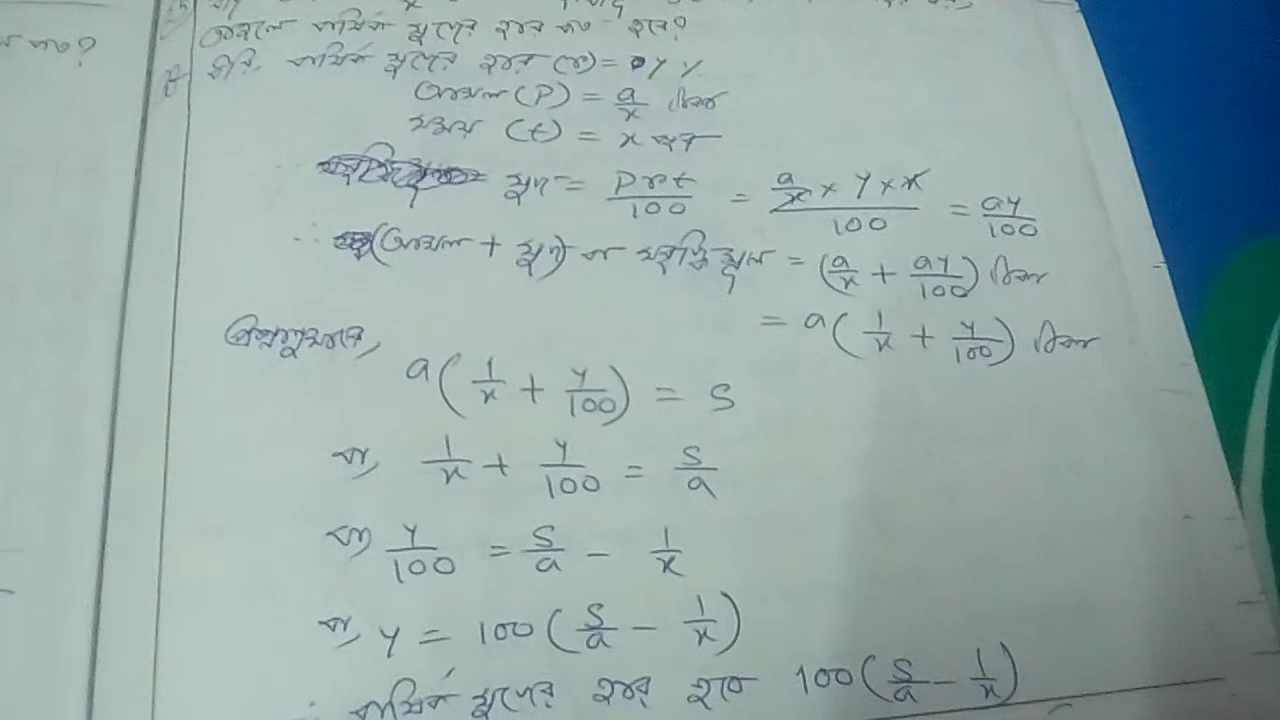 কত?
তাহলে বার্ষিক সুদের হার কত হবে?
ধরি, বার্ষিক সুদের হার (r) = y %
আসল (P) = a/x টাকা
সময় (t) = x বছর
সুদ = prt/100 = (a/x × y × x)/100 = ay/100
∴ (আসল + সুদ) বা সবৃদ্ধিমূল = (a/x + ay/100) টাকা
= a(1/x + y/100) টাকা
প্রশ্নানুসারে,
a(1/x + y/100) = S
বা, 1/x + y/100 = S/a
বা, y/100 = S/a - 1/x
বা, y = 100(S/a - 1/x)
∴ বার্ষিক সুদের হার হবে 100(S/a - 1/x)